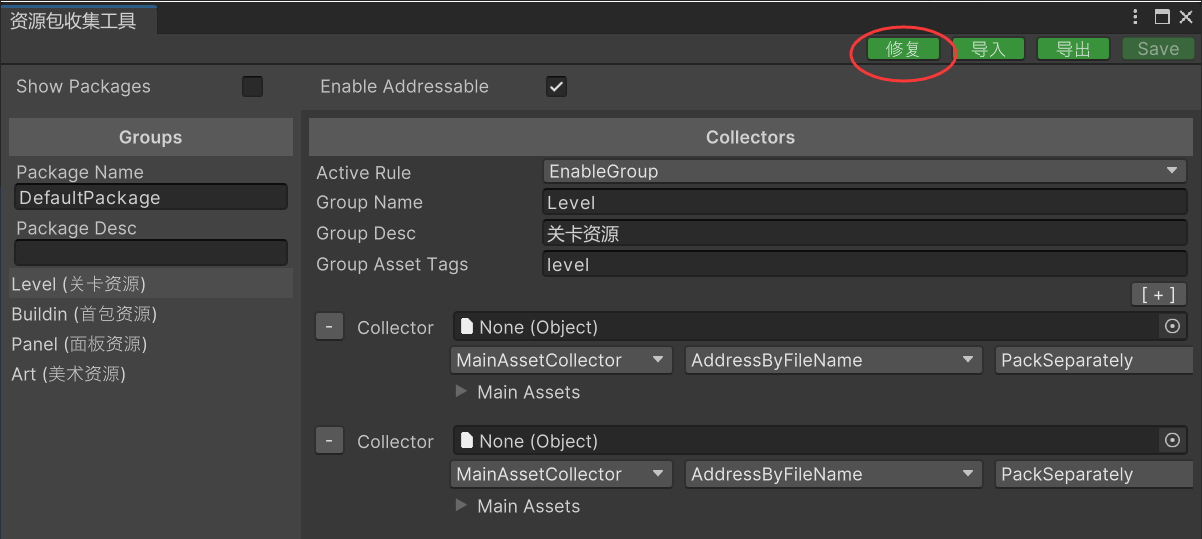 资源包收集工具
修复 导入 导出 Save
Show Packages Enable Addressable
Groups
Package Name
DefaultPackage
Package Desc
Level (关卡资源)
Buildin (首包资源)
Panel (面板资源)
Art (美术资源)
Collectors
Active Rule EnableGroup
Group Name Level
Group Desc 关卡资源
Group Asset Tags level
[ + ]
- Collector None (Object)
MainAssetCollector AddressByFileName PackSeparately
Main Assets
- Collector None (Object)
MainAssetCollector AddressByFileName PackSeparately
Main Assets